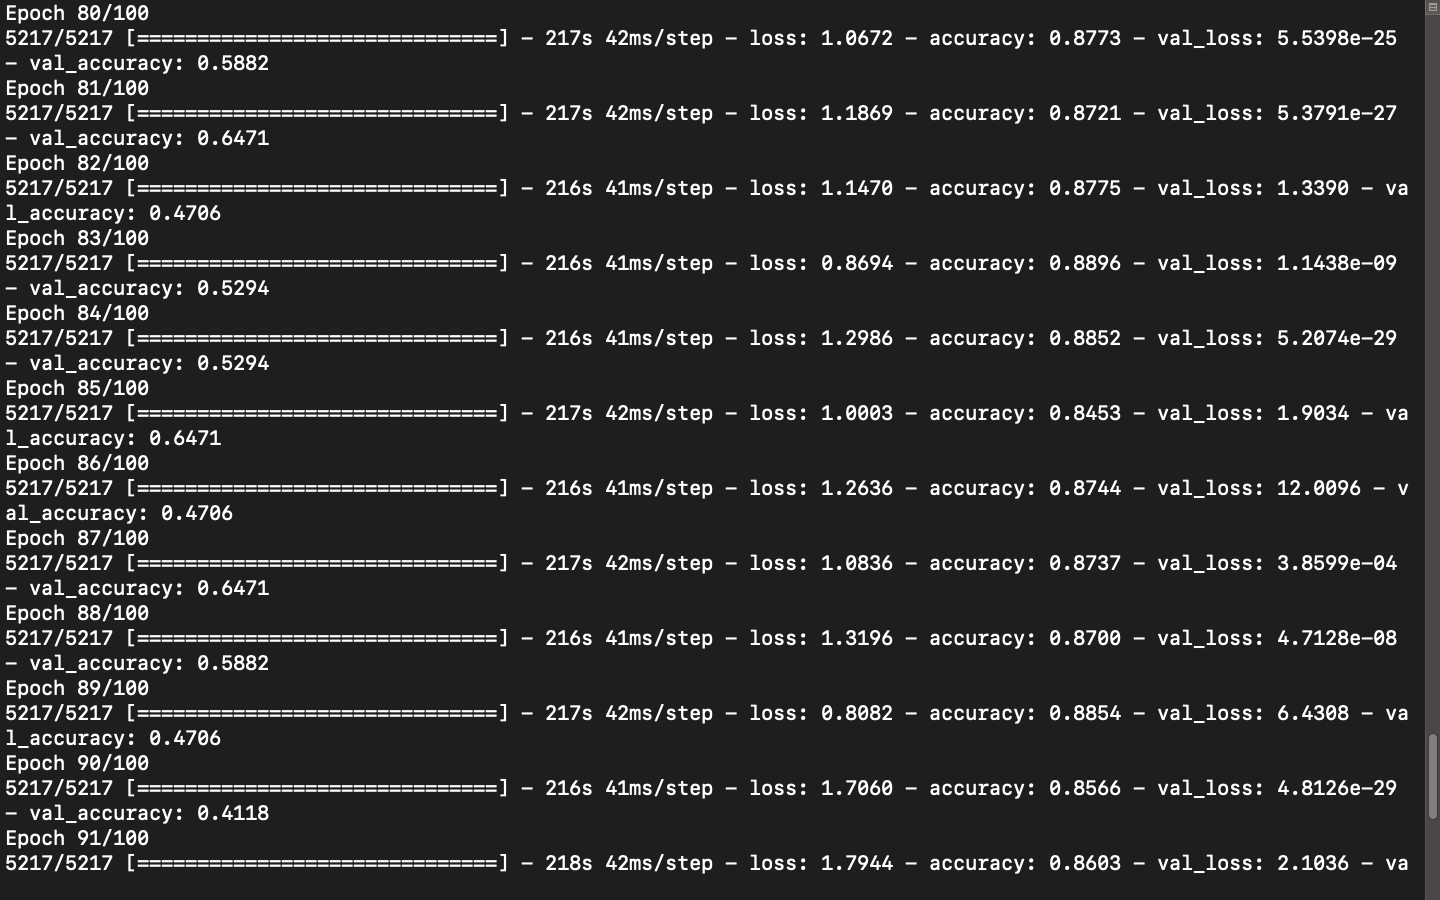 Epoch 80/100
5217/5217 [==============================] - 217s 42ms/step - loss: 1.0672 - accuracy: 0.8773 - val_loss: 5.5398e-25
- val_accuracy: 0.5882
Epoch 81/100
5217/5217 [==============================] - 217s 42ms/step - loss: 1.1869 - accuracy: 0.8721 - val_loss: 5.3791e-27
- val_accuracy: 0.6471
Epoch 82/100
5217/5217 [==============================] - 216s 41ms/step - loss: 1.1470 - accuracy: 0.8775 - val_loss: 1.3390 - va
l_accuracy: 0.4706
Epoch 83/100
5217/5217 [==============================] - 216s 41ms/step - loss: 0.8694 - accuracy: 0.8896 - val_loss: 1.1438e-09
- val_accuracy: 0.5294
Epoch 84/100
5217/5217 [==============================] - 216s 41ms/step - loss: 1.2986 - accuracy: 0.8852 - val_loss: 5.2074e-29
- val_accuracy: 0.5294
Epoch 85/100
5217/5217 [==============================] - 217s 42ms/step - loss: 1.0003 - accuracy: 0.8453 - val_loss: 1.9034 - va
l_accuracy: 0.6471
Epoch 86/100
5217/5217 [==============================] - 216s 41ms/step - loss: 1.2636 - accuracy: 0.8744 - val_loss: 12.0096 - v
al_accuracy: 0.4706
Epoch 87/100
5217/5217 [==============================] - 217s 42ms/step - loss: 1.0836 - accuracy: 0.8737 - val_loss: 3.8599e-04
- val_accuracy: 0.6471
Epoch 88/100
5217/5217 [==============================] - 216s 41ms/step - loss: 1.3196 - accuracy: 0.8700 - val_loss: 4.7128e-08
- val_accuracy: 0.5882
Epoch 89/100
5217/5217 [==============================] - 217s 42ms/step - loss: 0.8082 - accuracy: 0.8854 - val_loss: 6.4308 - va
l_accuracy: 0.4706
Epoch 90/100
5217/5217 [==============================] - 216s 41ms/step - loss: 1.7060 - accuracy: 0.8566 - val_loss: 4.8126e-29
- val_accuracy: 0.4118
Epoch 91/100
5217/5217 [==============================] - 218s 42ms/step - loss: 1.7944 - accuracy: 0.8603 - val_loss: 2.1036 - va